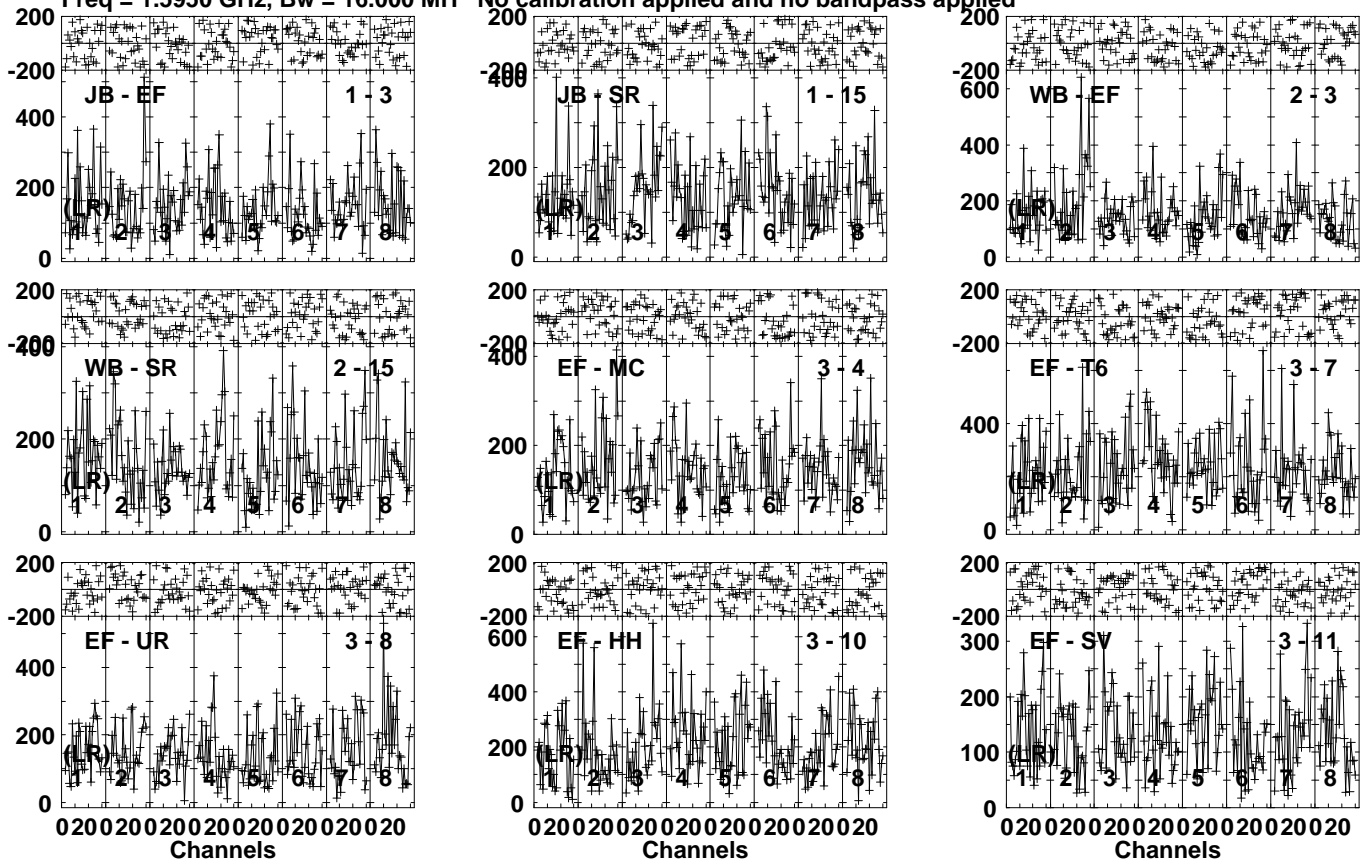 Freq = 1.5950 GHz, Bw = 16.000 MH No calibration applied and no bandpass applied
200
-200
JB - EF 1 - 3
400
200
0
(LR)
1 2 3 4 5 6 7 8
200
-200
400
JB - SR 1 - 15
200
0
(LR)
1 2 3 4 5 6 7 8
200
-200
600
WB - EF 2 - 3
400
200
0
(LR)
1 2 3 4 5 6 7 8
200
-200
400
WB - SR 2 - 15
200
0
(LR)
1 2 3 4 5 6 7 8
200
-200
400
EF - MC 3 - 4
200
0
(LR)
1 2 3 4 5 6 7 8
200
-200
EF - T6 3 - 7
400
0
(LR)
1 2 3 4 5 6 7 8
200
-200
EF - UR 3 - 8
400
200
0
(LR)
1 2 3 4 5 6 7 8
0 20 0 20 0 20 0 20 0 20 0 20 0 20 0 20
Channels
200
-200
600
EF - HH 3 - 10
400
200
0
(LR)
1 2 3 4 5 6 7 8
0 20 0 20 0 20 0 20 0 20 0 20 0 20 0 20
Channels
200
-200
300
EF - SV 3 - 11
200
100
0
(LR)
1 2 3 4 5 6 7 8
0 20 0 20 0 20 0 20 0 20 0 20 0 20 0 20
Channels